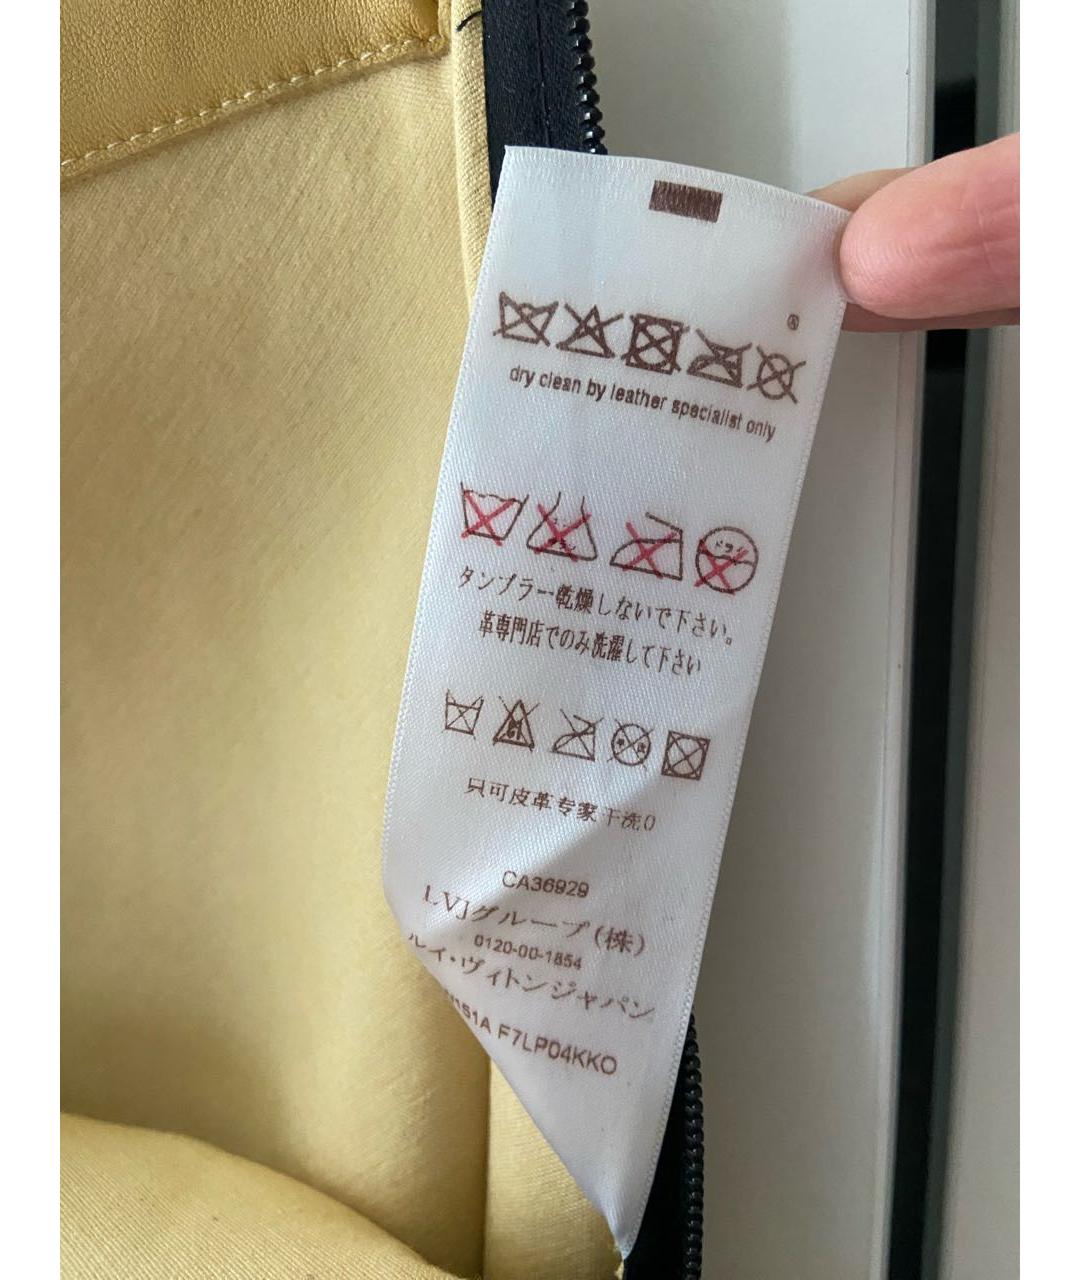 dry clean by leather specialist only
タンブラー乾燥しないで下さい。
革専門店でのみ洗濯して下さい
只可皮革专家干洗()
CA36929
LVJグループ(株)
0120-00-1854
ルイ・ヴィトンジャパン
151A F7LP04KKO